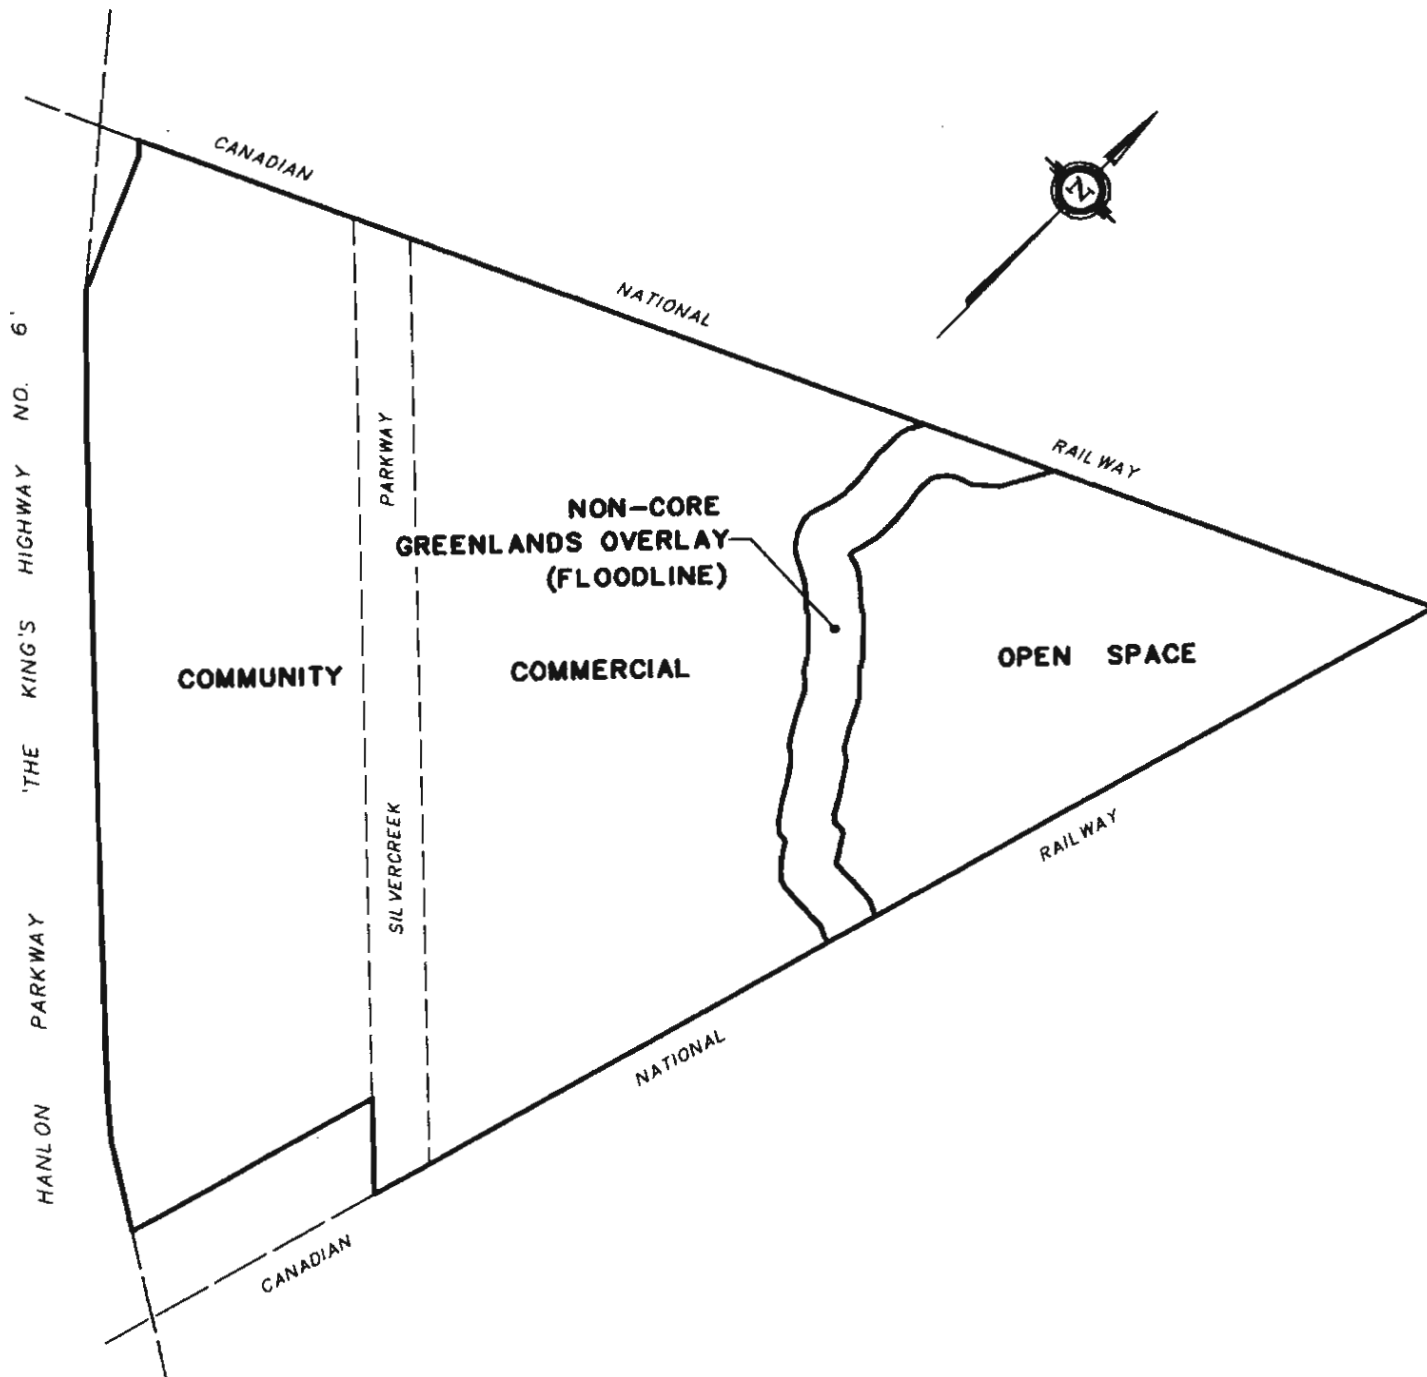 CANADIAN
NATIONAL
RAILWAY
N
HANLON PARKWAY 'THE KING'S HIGHWAY NO. 6'
SILVERCREEK PARKWAY
NON-CORE
GREENLANDS OVERLAY
(FLOODLINE)
COMMUNITY
COMMERCIAL
OPEN SPACE
CANADIAN
NATIONAL
RAILWAY